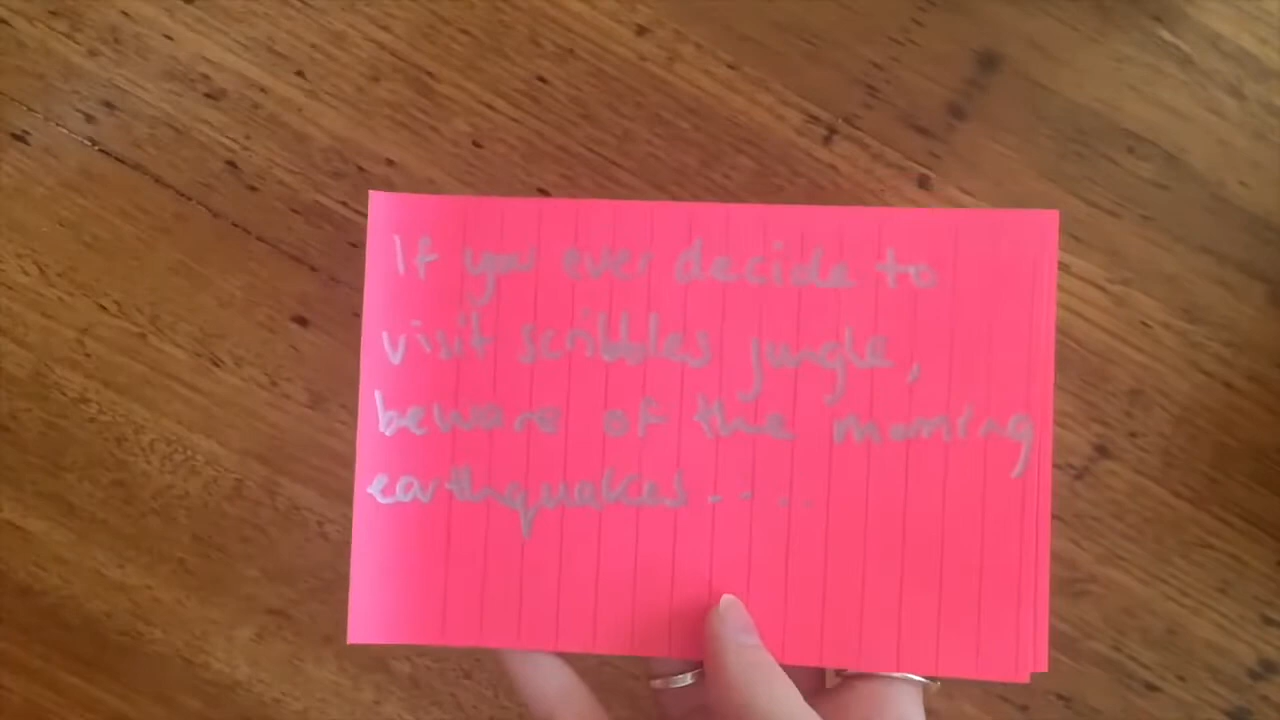 If you ever decide to
visit scribbles jungle,
beware of the morning
earthquakes.....